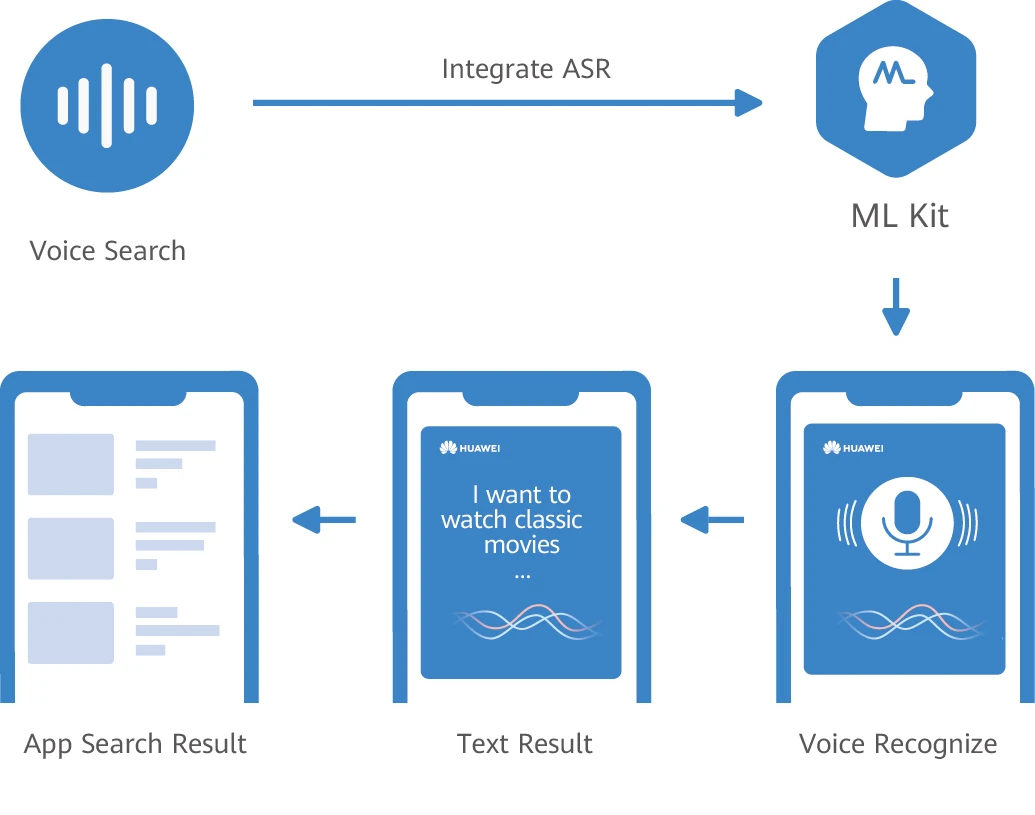 Integrate ASR
Voice Search
ML Kit
HUAWEI
I want to
watch classic
movies
...
HUAWEI
App Search Result
Text Result
Voice Recognize